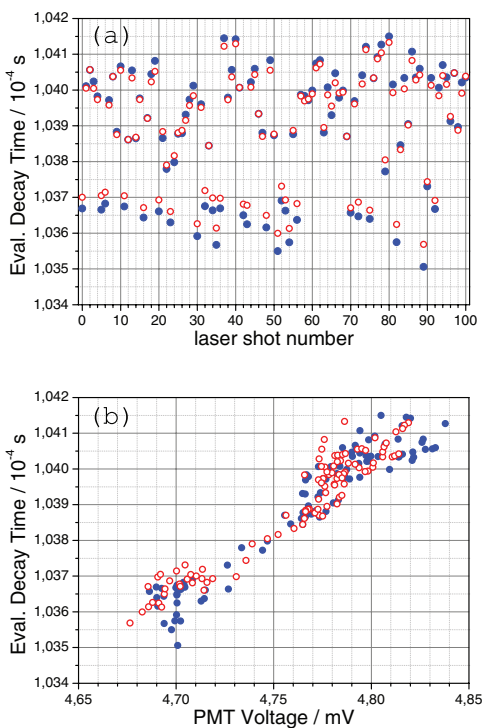 (a)
Eval. Decay Time / 10⁻⁴ s
1,042
1,041
1,040
1,039
1,038
1,037
1,036
1,035
1,034
0 10 20 30 40 50 60 70 80 90 100
laser shot number
(b)
Eval. Decay Time / 10⁻⁴ s
1,042
1,041
1,040
1,039
1,038
1,037
1,036
1,035
1,034
4,65 4,70 4,75 4,80 4,85
PMT Voltage / mV